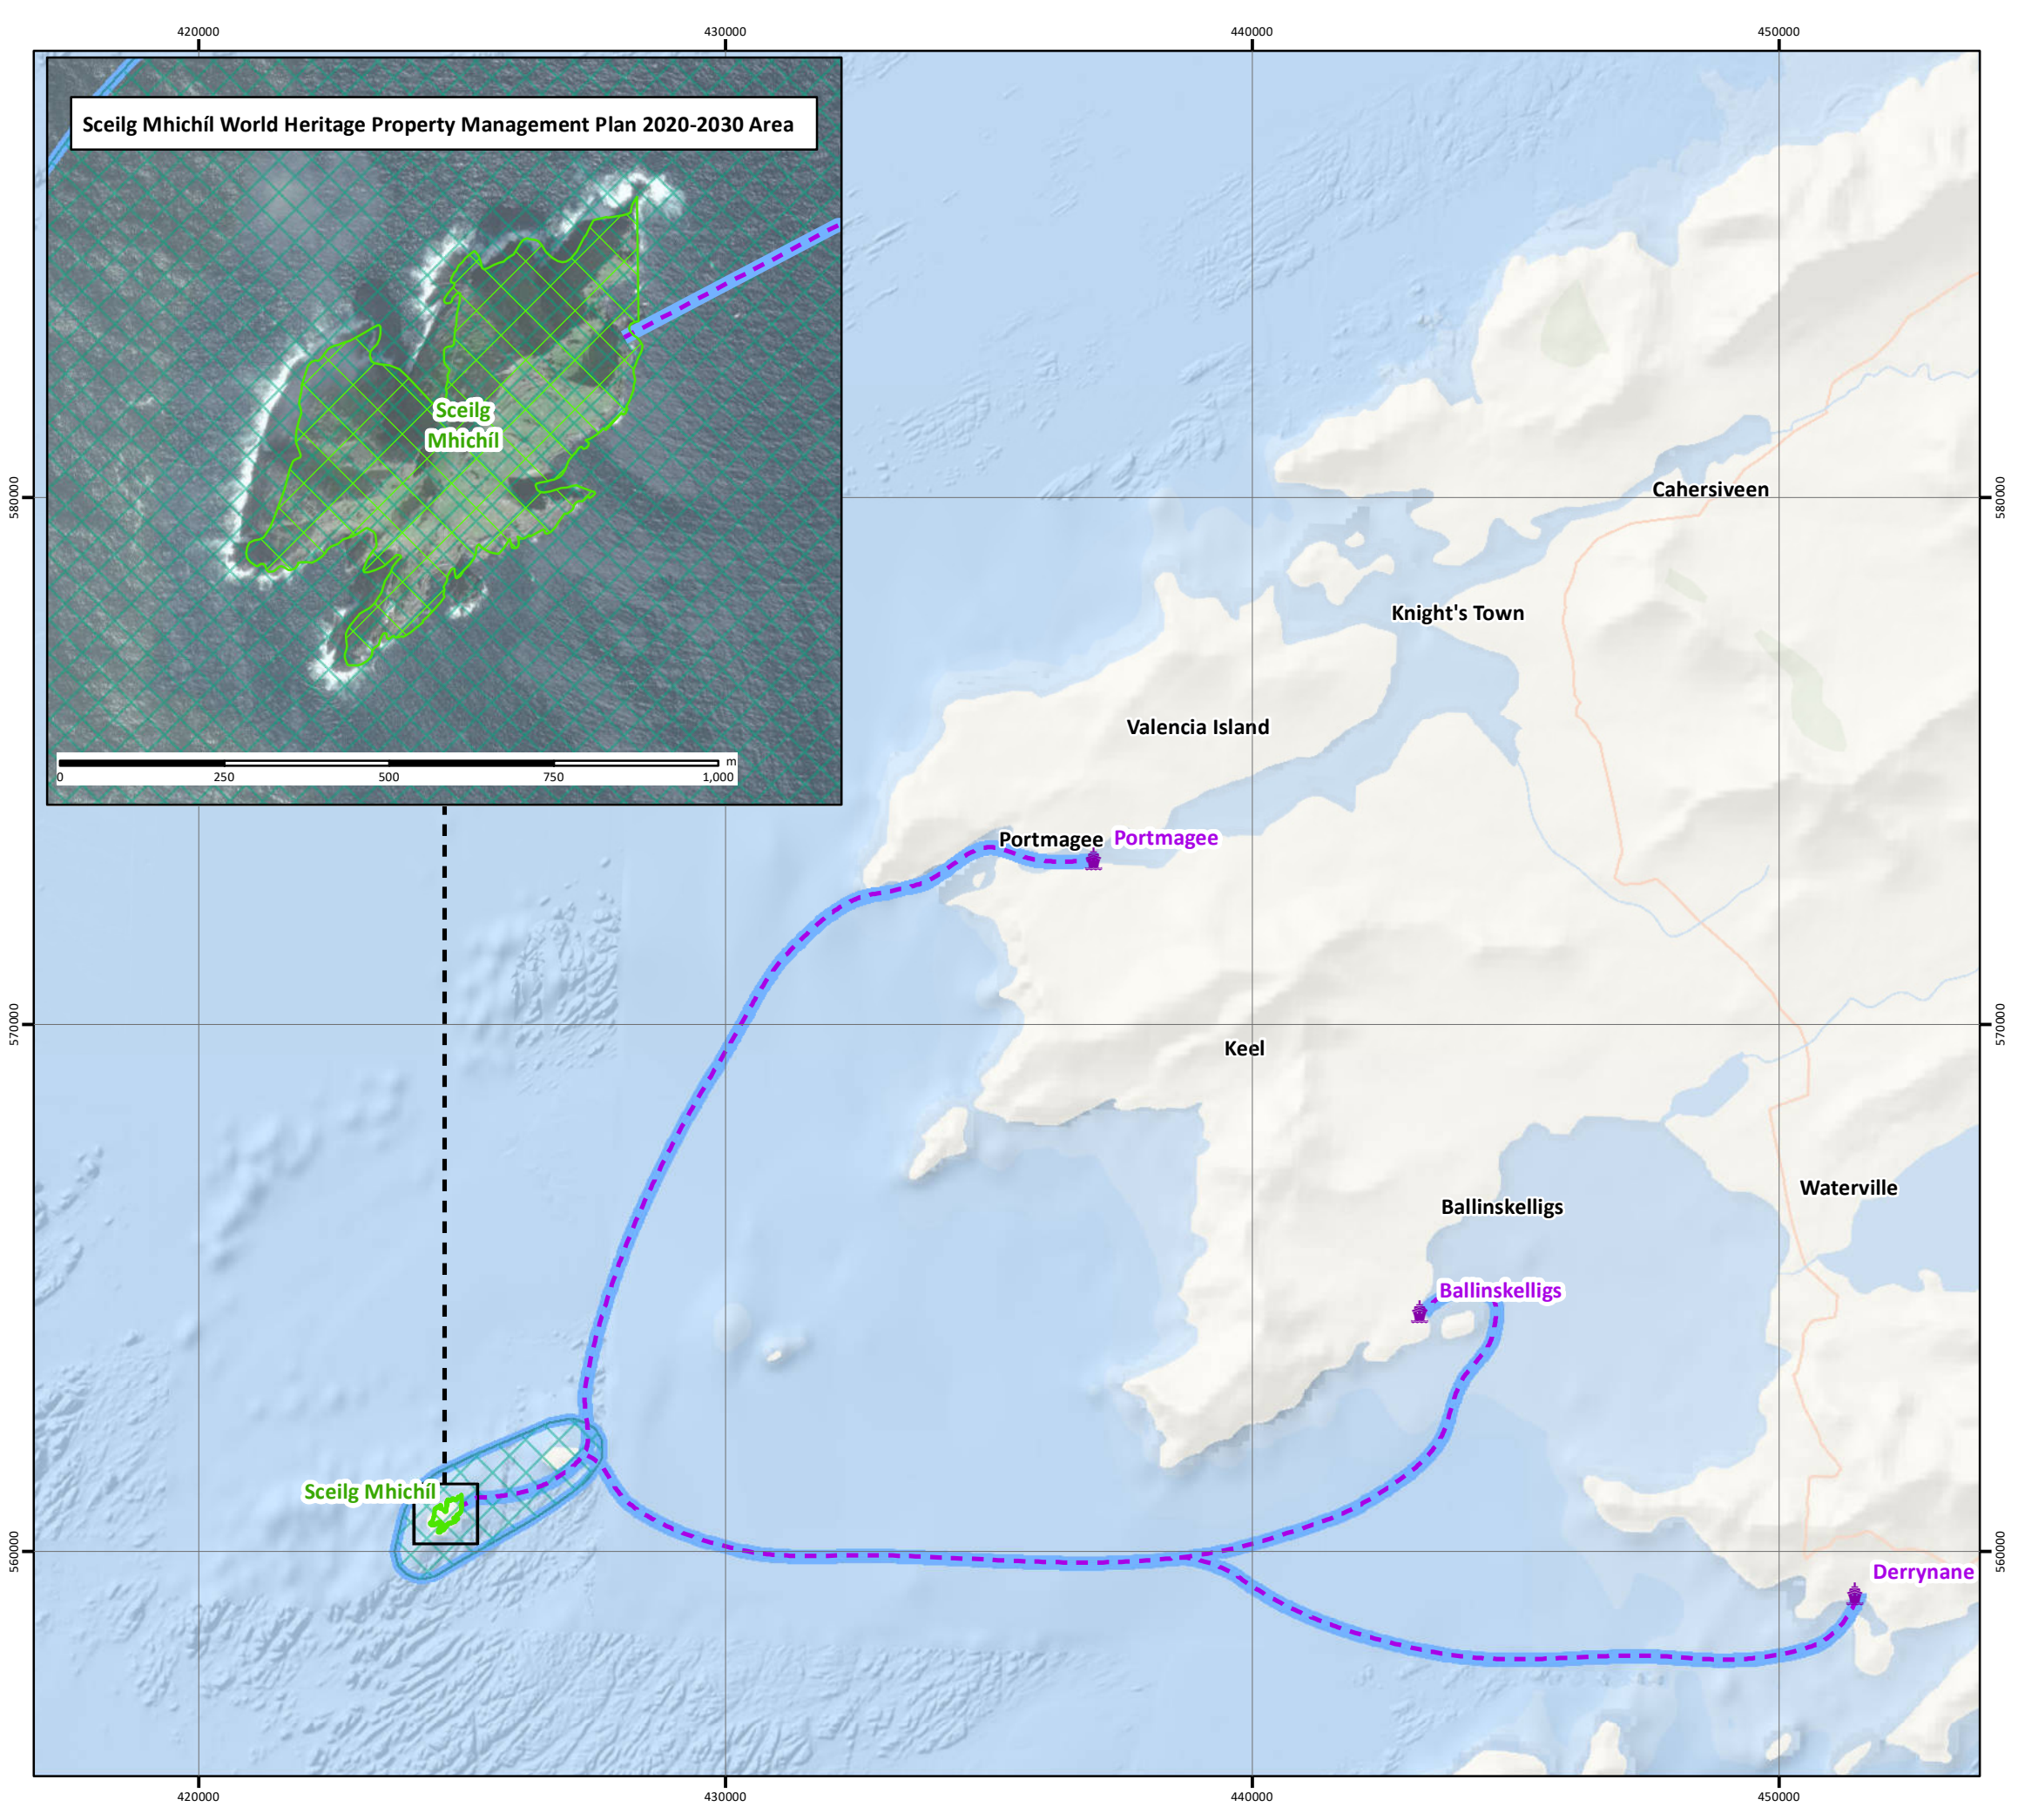 420000
430000
440000
450000
Sceilg Mhichíl World Heritage Property Management Plan 2020-2030 Area
Sceilg
Mhichíl
0
250
500
750
1,000
m
580000
580000
Cahersiveen
Knight's Town
Valencia Island
Portmagee
Portmagee
570000
570000
Keel
Waterville
Ballinskelligs
Ballinskelligs
Sceilg Mhichíl
560000
560000
Derrynane
420000
430000
440000
450000